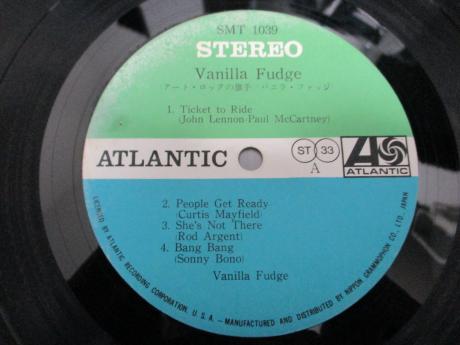 SMT 1039
STEREO
Vanilla Fudge
アート・ロックの旗手/バニラ・ファッジ
1. Ticket to Ride
(John Lennon-Paul McCartney)
ATLANTIC
ST 33
A
ATLANTIC
2. People Get Ready
(Curtis Mayfield)
3. She's Not There
(Rod Argent)
4. Bang Bang
(Sonny Bono)
Vanilla Fudge
LICENSED BY ATLANTIC RECORDING CORPORATION, U.S.A. - MANUFACTURED AND DISTRIBUTED BY NIPPON GRAMMOPHON CO., LTD. JAPAN